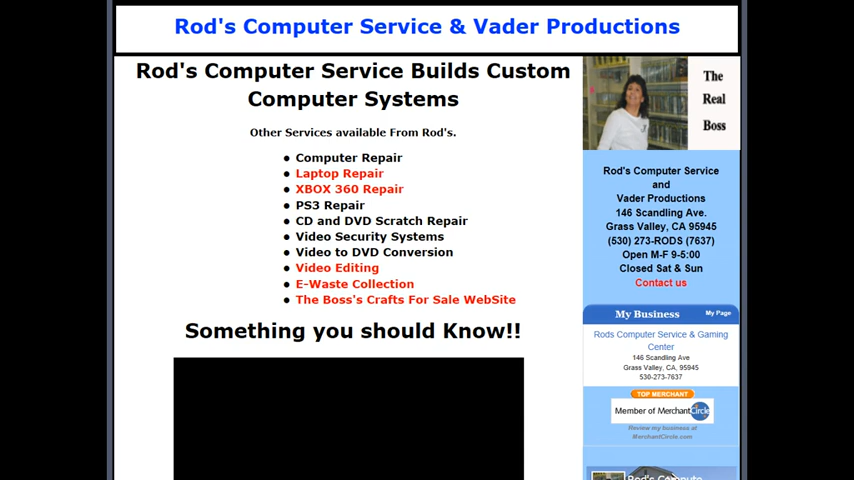 Rod's Computer Service & Vader Productions
Rod's Computer Service Builds Custom
Computer Systems
Other Services available From Rod's.
Computer Repair
Laptop Repair
XBOX 360 Repair
PS3 Repair
CD and DVD Scratch Repair
Video Security Systems
Video to DVD Conversion
Video Editing
E-Waste Collection
The Boss's Crafts For Sale WebSite
Something you should Know!!
The
Real
Boss
Rod's Computer Service
and
Vader Productions
146 Scandling Ave.
Grass Valley, CA 95945
(530) 273-RODS (7637)
Open M-F 9-5:00
Closed Sat & Sun
Contact us
My Business My Page
Rods Computer Service & Gaming
Center
146 Scandling Ave
Grass Valley, CA, 95945
530-273-7637
TOP MERCHANT
Member of MerchantCircle
Review my business at
MerchantCircle.com
Rod's Compute